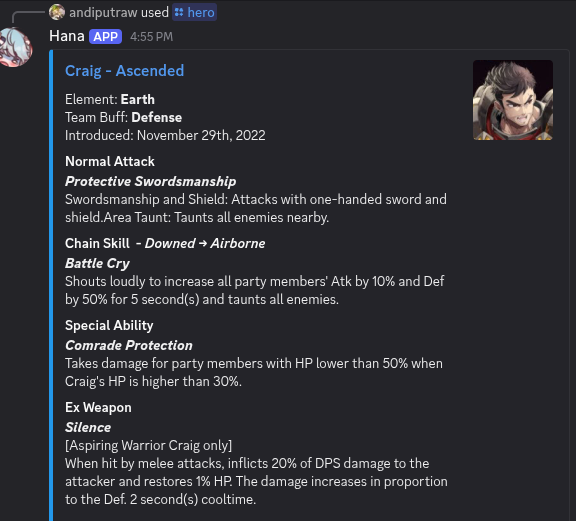 andiputraw used hero
Hana APP 4:55 PM
Craig - Ascended
Element: Earth
Team Buff: Defense
Introduced: November 29th, 2022
Normal Attack
Protective Swordsmanship
Swordsmanship and Shield: Attacks with one-handed sword and
shield.Area Taunt: Taunts all enemies nearby.
Chain Skill - Downed → Airborne
Battle Cry
Shouts loudly to increase all party members' Atk by 10% and Def
by 50% for 5 second(s) and taunts all enemies.
Special Ability
Comrade Protection
Takes damage for party members with HP lower than 50% when
Craig's HP is higher than 30%.
Ex Weapon
Silence
[Aspiring Warrior Craig only]
When hit by melee attacks, inflicts 20% of DPS damage to the
attacker and restores 1% HP. The damage increases in proportion
to the Def. 2 second(s) cooltime.